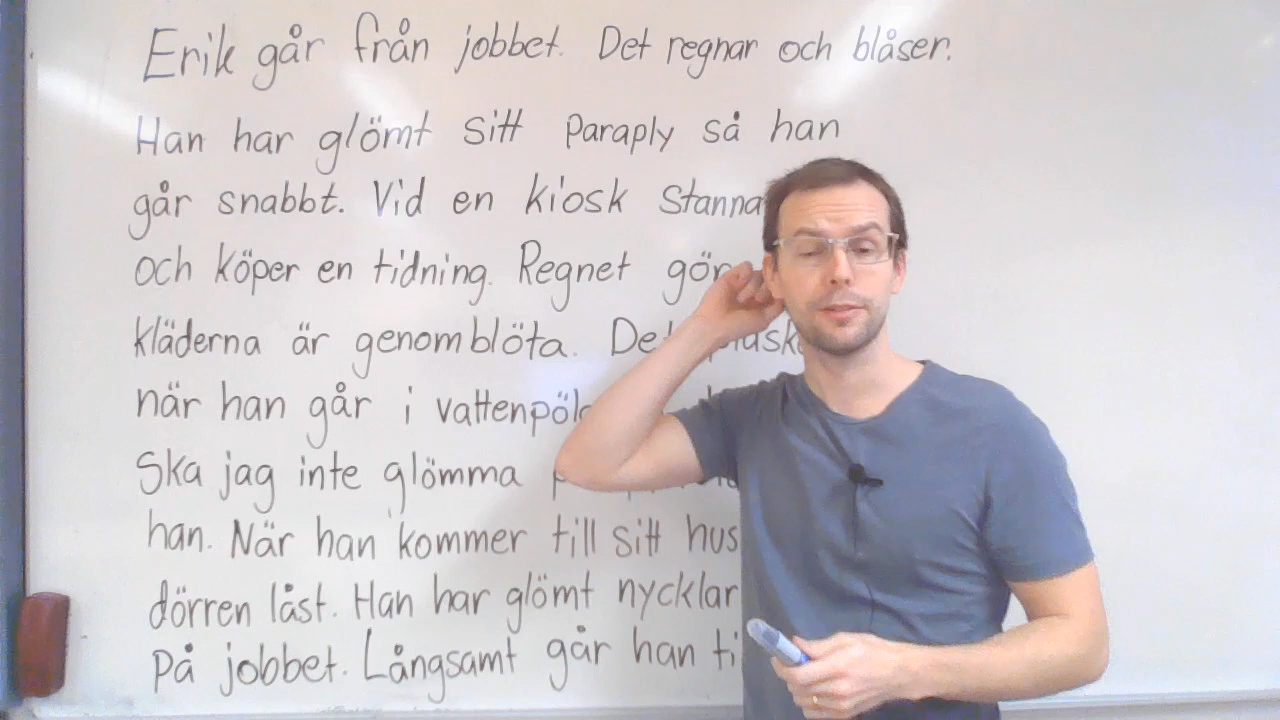 Erik går från jobbet. Det regnar och blåser.
Han har glömt sitt paraply så han
går snabbt. Vid en kiosk stanna
och köper en tidning. Regnet gör
kläderna är genomblöta. Det
när han går i vattenpöl
Ska jag inte glömma
han. När han kommer till sitt hus
dörren låst. Han har glömt nycklar
på jobbet. Långsamt går han ti